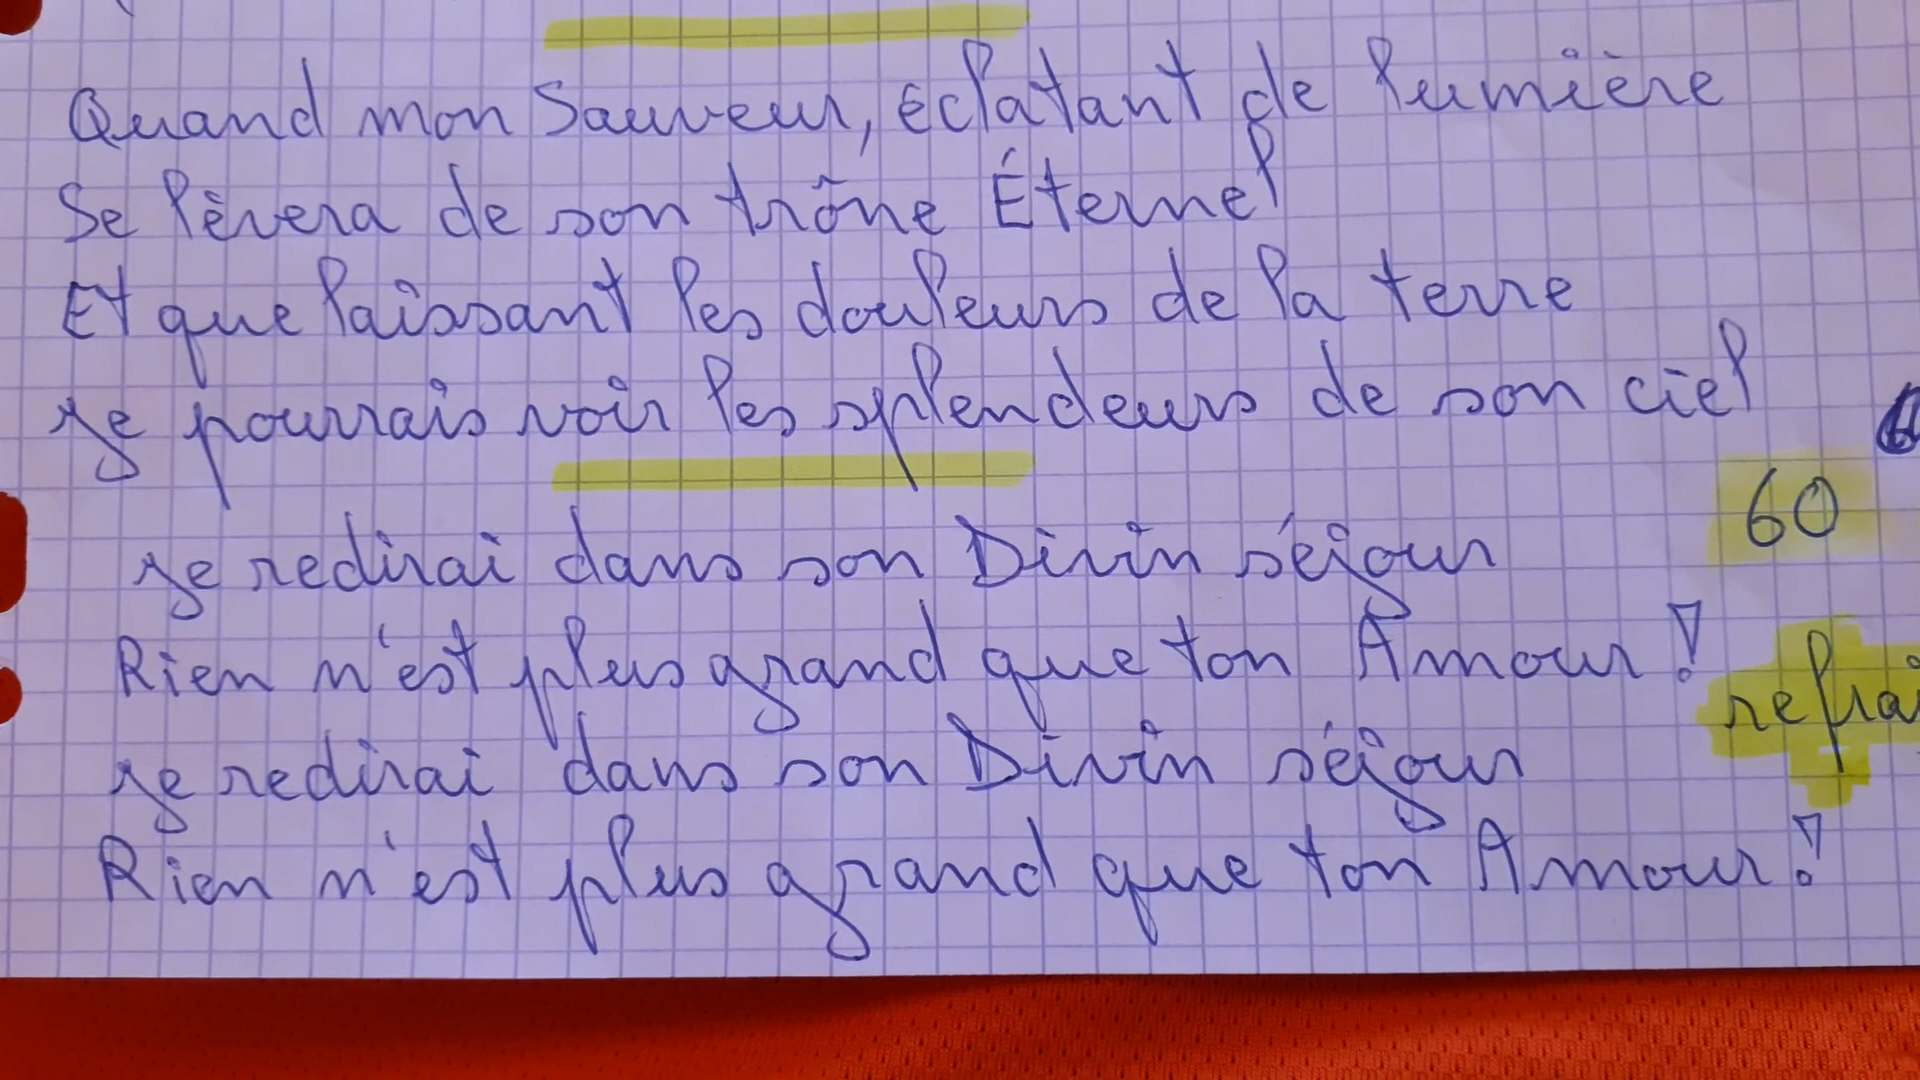 Quand mon Sauveur, éclatant de lumière
Se lèvera de son trône Éternel
Et que laissant les douleurs de la terre
Je pourrais voir les splendeurs de son ciel
60
Je redirai dans son Divin séjour
Rien n'est plus grand que ton Amour !
refrai
Je redirai dans son Divin séjour
Rien n'est plus grand que ton Amour !